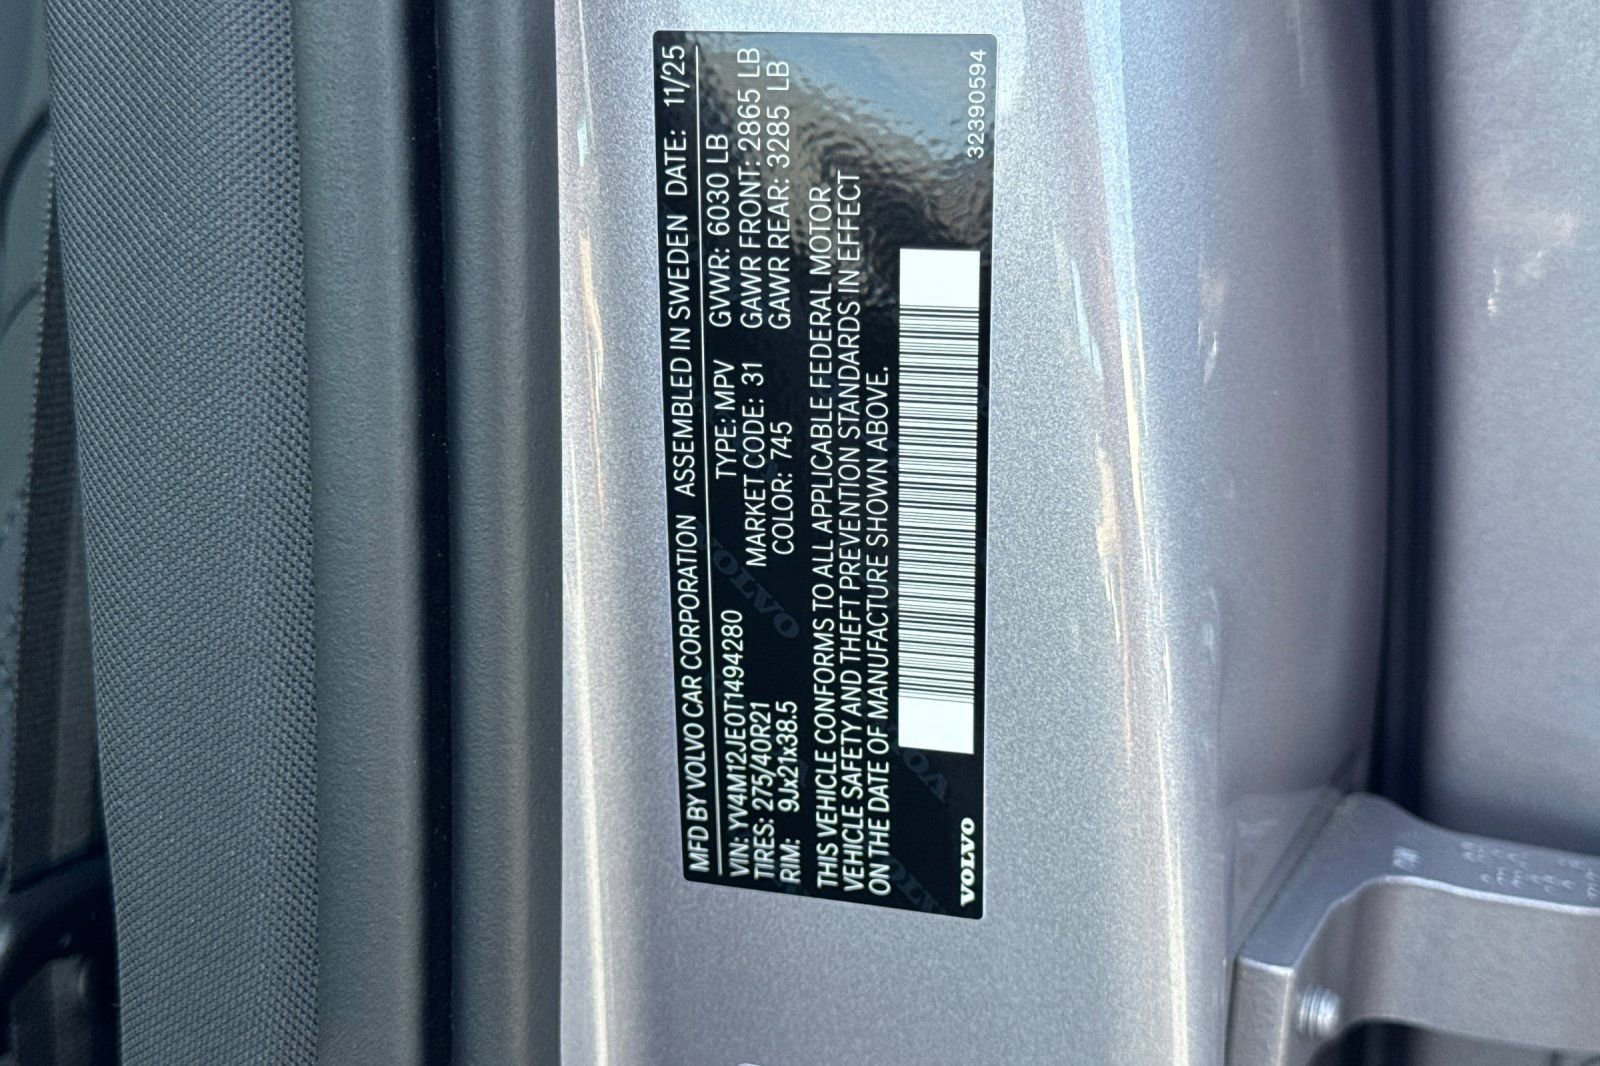 MFD BY VOLVO CAR CORPORATION ASSEMBLED IN SWEDEN DATE: 11/25
VIN: YV4M12JE0T1494280 TYPE: MPV GVWR: 6030 LB
TIRES: 275/40R21 MARKET CODE: 31 GAWR FRONT: 2865 LB
RIM: 9Jx21x38.5 COLOR: 745 GAWR REAR: 3285 LB
THIS VEHICLE CONFORMS TO ALL APPLICABLE FEDERAL MOTOR
VEHICLE SAFETY AND THEFT PREVENTION STANDARDS IN EFFECT
ON THE DATE OF MANUFACTURE SHOWN ABOVE.
VOLVO 32390594